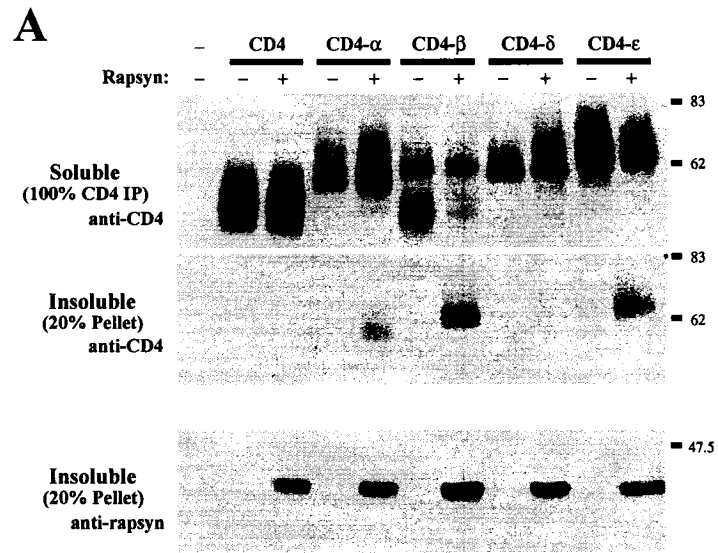 A
– CD4 CD4-α CD4-β CD4-δ CD4-ε
Rapsyn: – – + – + – + – + – +
83
Soluble
(100% CD4 IP)
anti-CD4
62
83
Insoluble
(20% Pellet)
anti-CD4
62
47.5
Insoluble
(20% Pellet)
anti-rapsyn